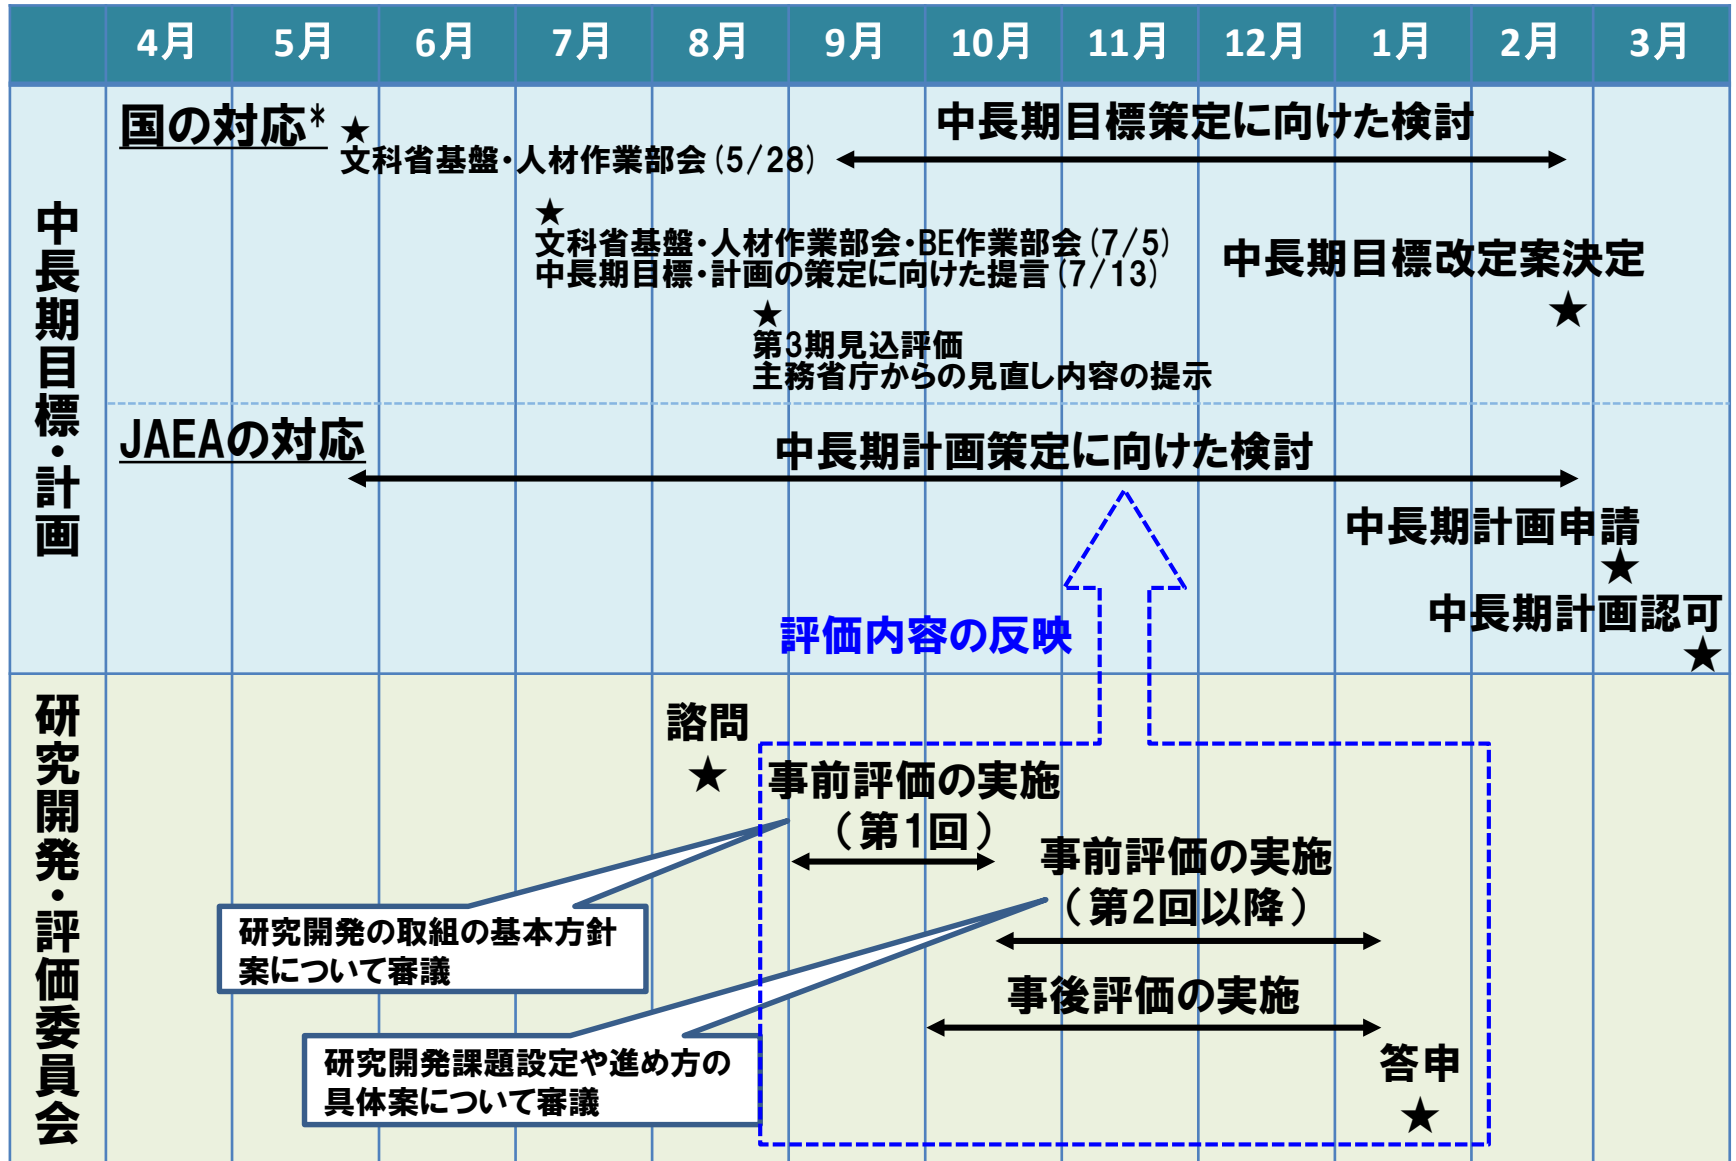 4月 5月 6月 7月 8月 9月 10月 11月 12月 1月 2月 3月
中長期目標・計画
国の対応*
★
文科省基盤・人材作業部会(5/28)
中長期目標策定に向けた検討
★
文科省基盤・人材作業部会・BE作業部会(7/5)
中長期目標・計画の策定に向けた提言(7/13)
中長期目標改定案決定
★
★
第3期見込評価
主務省庁からの見直し内容の提示
JAEAの対応
中長期計画策定に向けた検討
中長期計画申請
★
中長期計画認可
★
評価内容の反映
研究開発・評価委員会
諮問
★
事前評価の実施
(第1回)
事前評価の実施
(第2回以降)
研究開発の取組の基本方針
案について審議
事後評価の実施
研究開発課題設定や進め方の
具体案について審議
答申
★